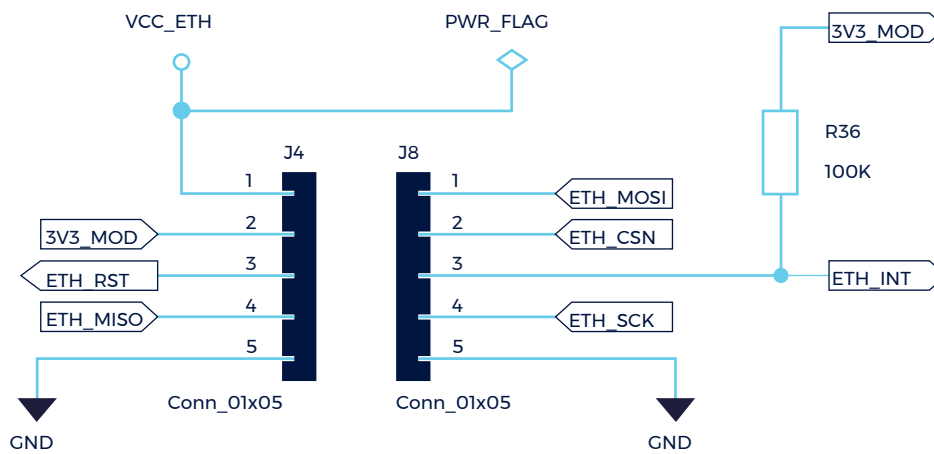 VCC_ETH
PWR_FLAG
3V3_MOD
R36
100K
J4
J8
1
1
ETH_MOSI
3V3_MOD
2
2
ETH_CSN
ETH_RST
3
3
ETH_INT
ETH_MISO
4
4
ETH_SCK
5
5
Conn_01x05
Conn_01x05
GND
GND